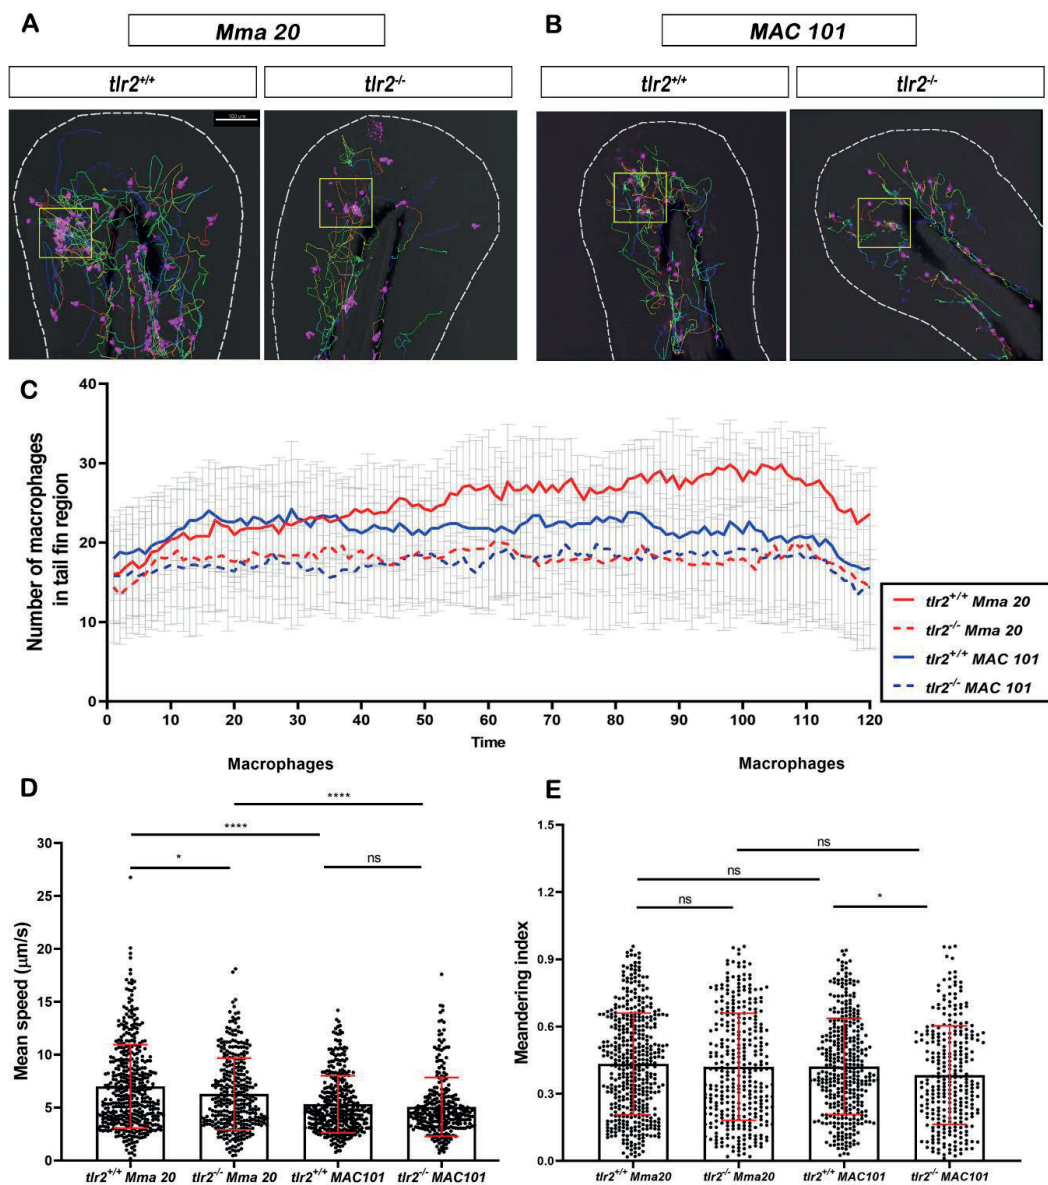 A
Mma 20
B
MAC 101
tlr2+/+
tlr2-/-
tlr2+/+
tlr2-/-
100 um
C
Number of macrophages
in tail fin region
40
30
20
10
0
0 10 20 30 40 50 60 70 80 90 100 110 120
Time
tlr2+/+ Mma 20
tlr2-/- Mma 20
tlr2+/+ MAC 101
tlr2-/- MAC 101
Macrophages
Macrophages
D
****
****
*
ns
Mean speed (μm/s)
30
25
20
15
10
5
0
tlr2+/+ Mma 20 tlr2-/- Mma 20 tlr2+/+ MAC101 tlr2-/- MAC101
E
ns
ns
ns
*
Meandering index
1.5
1.2
0.9
0.6
0.3
0.0
tlr2+/+ Mma20 tlr2-/- Mma20 tlr2+/+ MAC101 tlr2-/- MAC101